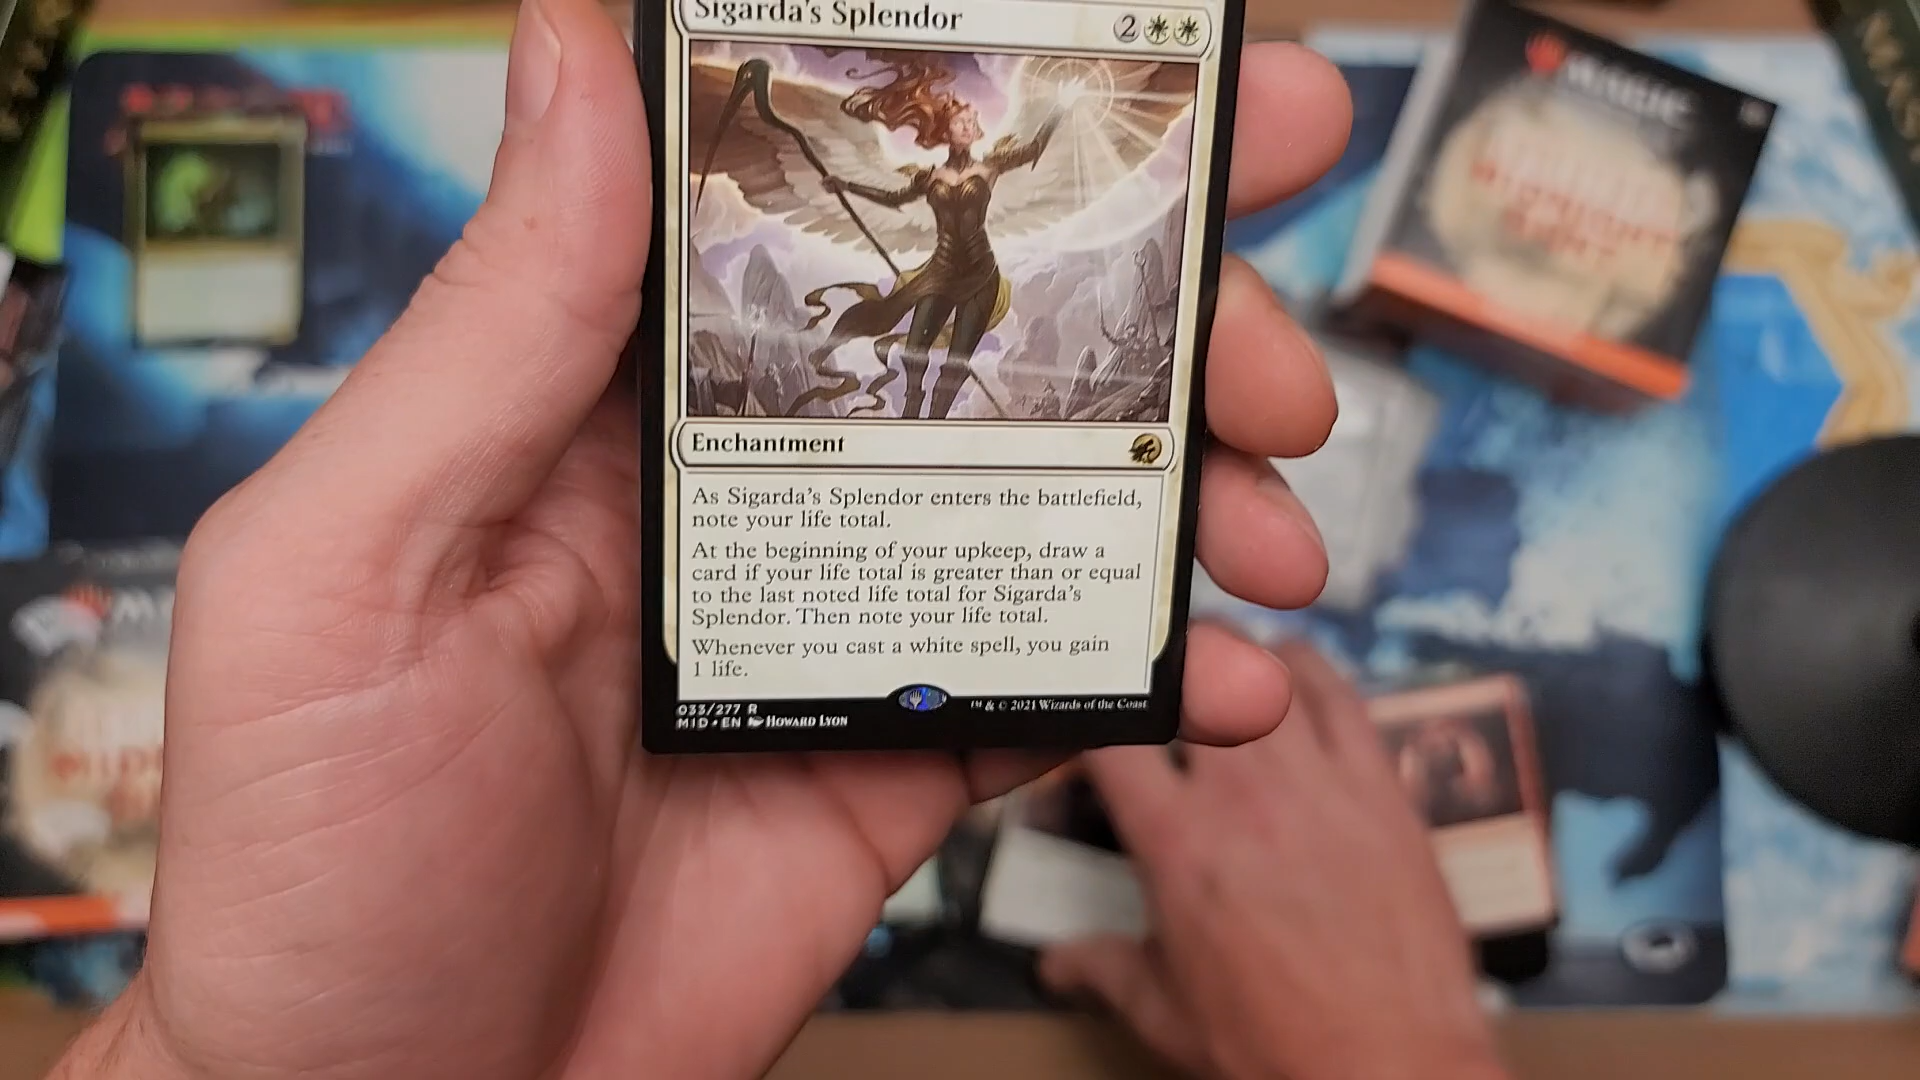 Sigarda's Splendor 2
Enchantment
As Sigarda's Splendor enters the battlefield,
note your life total.
At the beginning of your upkeep, draw a
card if your life total is greater than or equal
to the last noted life total for Sigarda's
Splendor. Then note your life total.
Whenever you cast a white spell, you gain
1 life.
033/277 R
MID • EN Howard Lyon
™ & © 2021 Wizards of the Coast
MAGIC
MIDNIGHT
HUNT